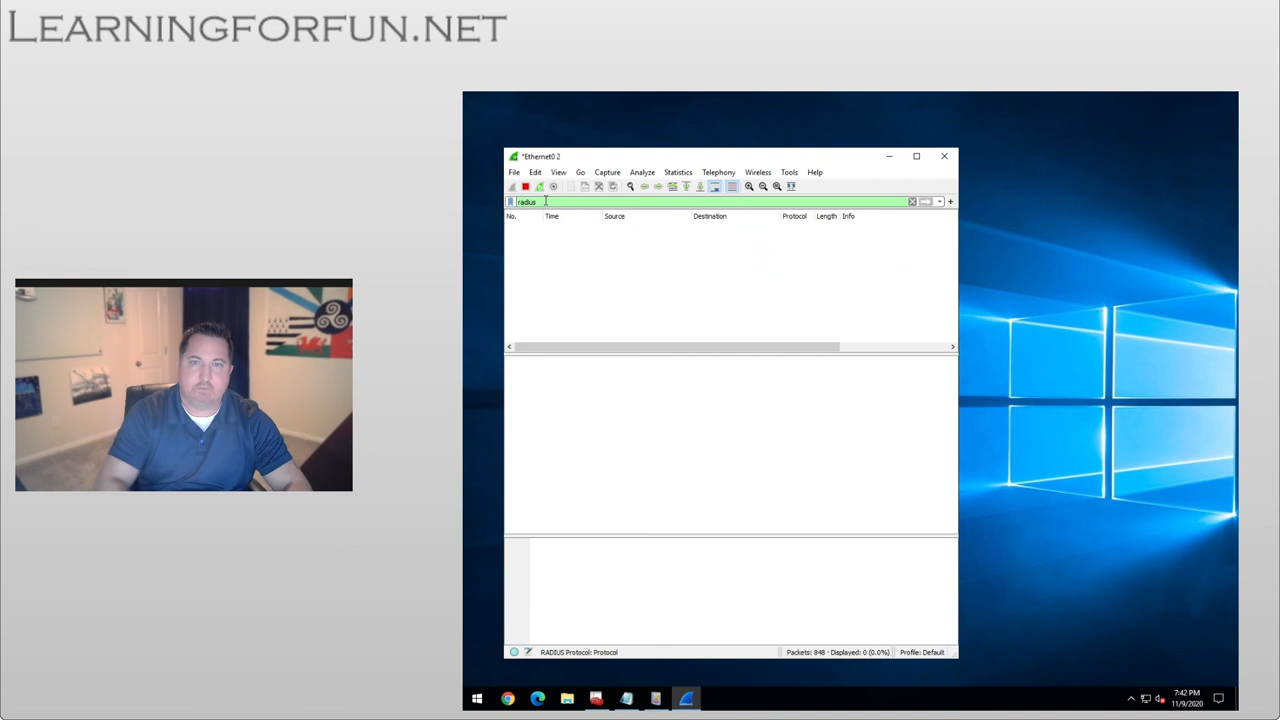 LEARNINGFORFUN.NET
*Ethernet0 2
File Edit View Go Capture Analyze Statistics Telephony Wireless Tools Help
radius
No. Time Source Destination Protocol Length Info
RADIUS Protocol: Protocol
Packets: 848 · Displayed: 0 (0.0%)
Profile: Default
7:42 PM
11/9/2020